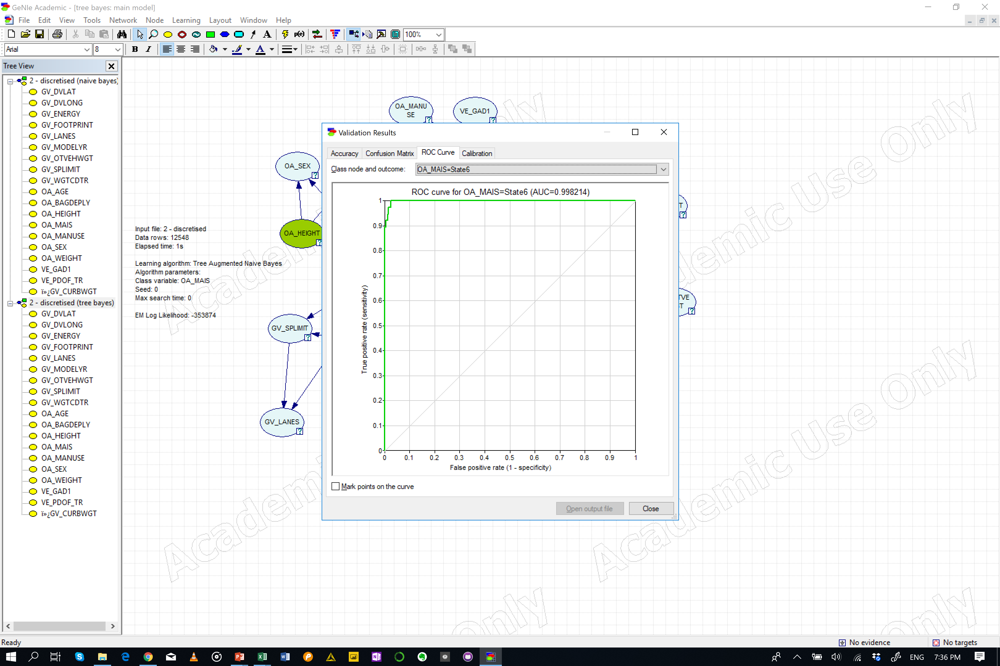 GeNIe Academic - [tree bayes: main model]
File Edit View Tools Network Node Learning Layout Window Help
p(e)
A
100%
Arial
8
B I
A
Tree View
2 - discretised (naive bayes)
GV_DVLAT
GV_DVLONG
GV_ENERGY
GV_FOOTPRINT
GV_LANES
GV_MODELYR
GV_OTVEHWGT
GV_SPLIMIT
GV_WGTCDTR
OA_AGE
OA_BAGDEPLY
OA_HEIGHT
OA_MAIS
OA_MANUSE
OA_SEX
OA_WEIGHT
VE_GAD1
VE_PDOF_TR
ï»¿GV_CURBWGT
2 - discretised (tree bayes)
GV_DVLAT
GV_DVLONG
GV_ENERGY
GV_FOOTPRINT
GV_LANES
GV_MODELYR
GV_OTVEHWGT
GV_SPLIMIT
GV_WGTCDTR
OA_AGE
OA_BAGDEPLY
OA_HEIGHT
OA_MAIS
OA_MANUSE
OA_SEX
OA_WEIGHT
VE_GAD1
VE_PDOF_TR
ï»¿GV_CURBWGT
OA_MANU
SE
VE_GAD1
OA_SEX
OA_HEIGHT
GV_SPLIMIT
GV_LANES
T
TVE
T
Input file: 2 - discretised
Data rows: 12548
Elapsed time: 1s
Learning algorithm: Tree Augmented Naive Bayes
Algorithm parameters:
Class variable: OA_MAIS
Seed: 0
Max search time: 0
EM Log Likelihood: -353874
Validation Results
Accuracy Confusion Matrix ROC Curve Calibration
Class node and outcome: OA_MAIS=State6
ROC curve for OA_MAIS=State6 (AUC=0.998214)
1
0.9
0.8
0.7
0.6
0.5
0.4
0.3
0.2
0.1
0
True positive rate (sensitivity)
0 0.1 0.2 0.3 0.4 0.5 0.6 0.7 0.8 0.9 1
False positive rate (1 - specificity)
Mark points on the curve
Open output file Close
Academic Use Only
Academic Use Only
Ready
No evidence
No targets
ENG 7:36 PM